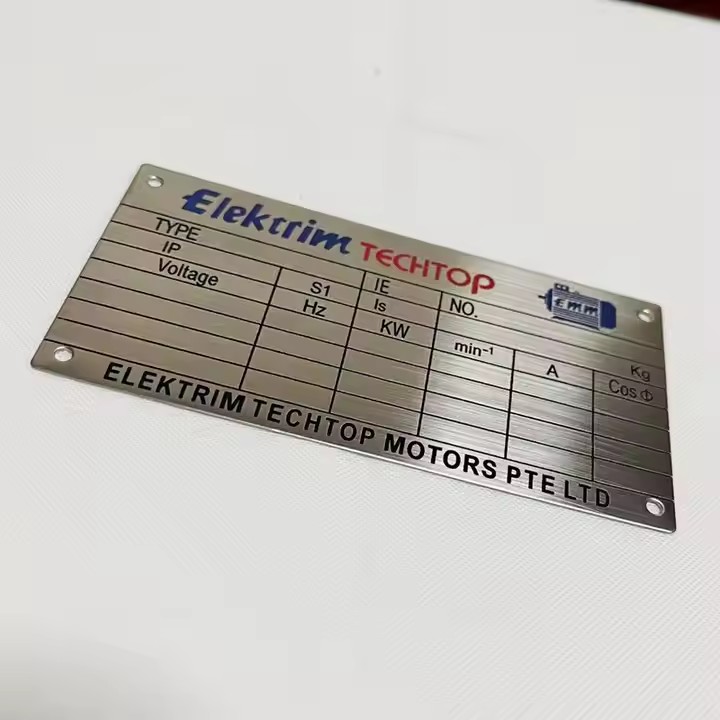 Elektrim TECHTOP
TYPE IE NO. EMM
IP S1 Is Kg
Voltage Hz KW min⁻¹ A Cos Φ
ELEKTRIM TECHTOP MOTORS PTE LTD